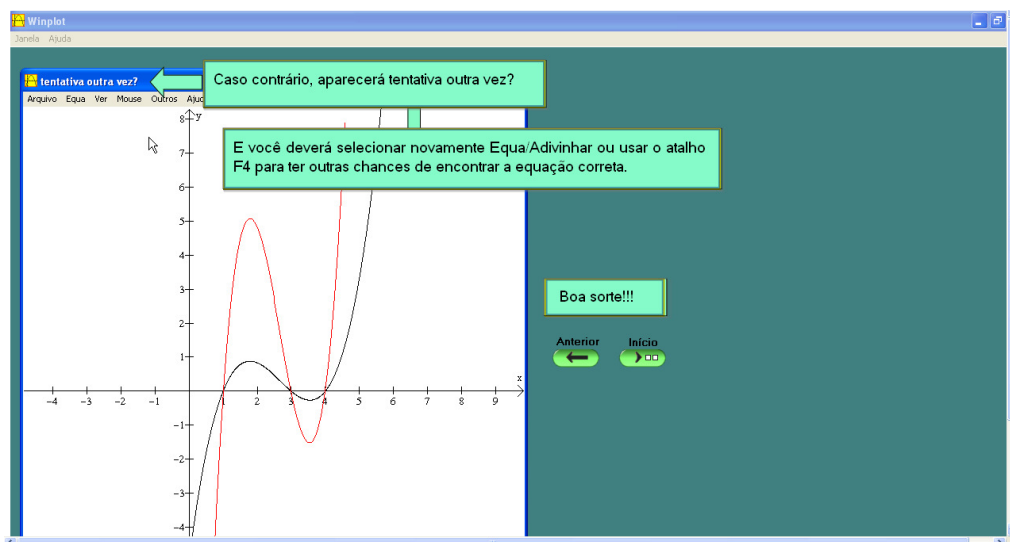 Winplot
Janela Ajuda
tentativa outra vez?
Caso contrário, aparecerá tentativa outra vez?
Arquivo Equa Ver Mouse Outros
E você deverá selecionar novamente Equa/Adivinhar ou usar o atalho
F4 para ter outras chances de encontrar a equação correta.
y
8
7
6
5
4
3
2
1
x
-4 -3 -2 -1 1 2 3 4 5 6 7 8 9
-1
-2
-3
-4
Boa sorte!!!
Anterior Início